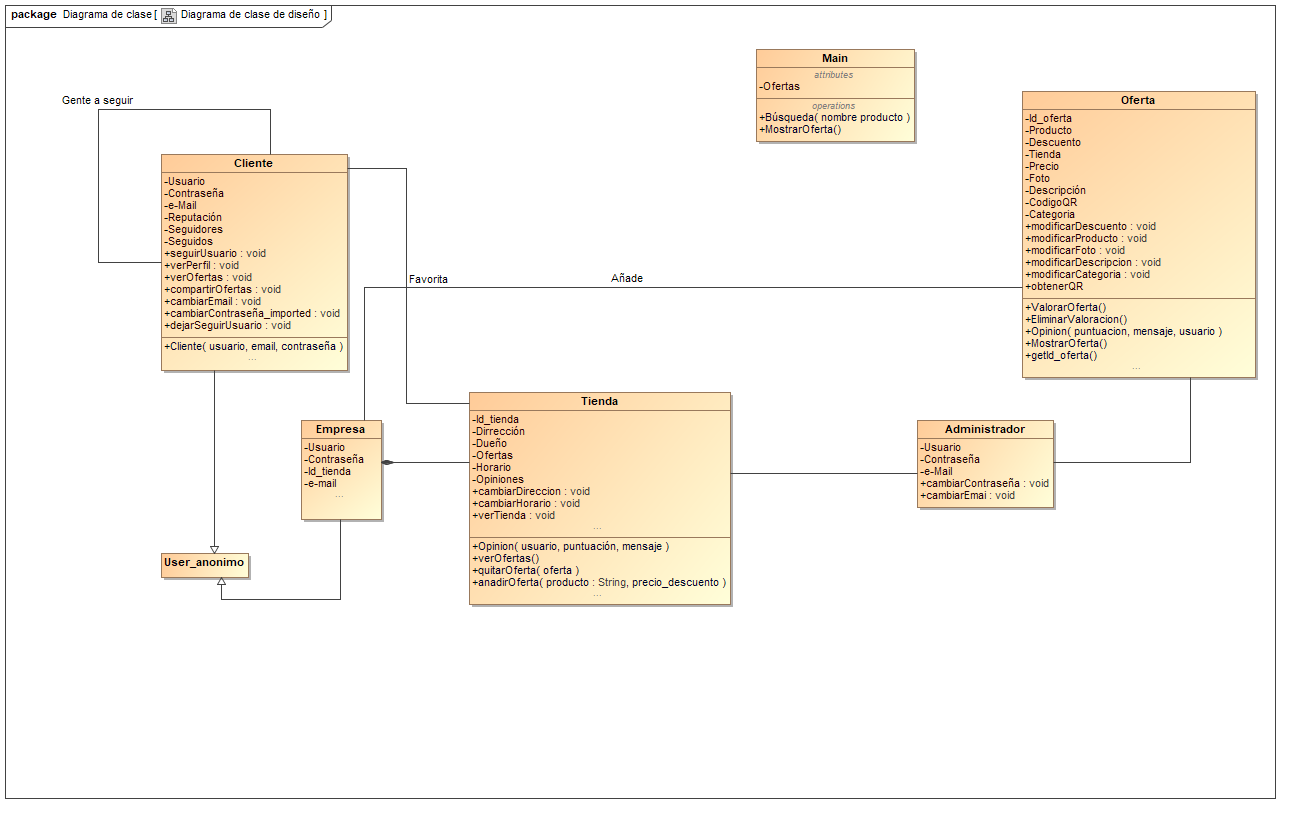 package Diagrama de clase [ Diagrama de clase de diseño ]
Main
attributes
-Ofertas
operations
+Búsqueda( nombre producto )
+MostrarOferta()
Oferta
-Id_oferta
-Producto
-Descuento
-Tienda
-Precio
-Foto
-Descripción
-CodigoQR
-Categoria
+modificarDescuento : void
+modificarProducto : void
+modificarFoto : void
+modificarDescripcion : void
+modificarCategoria : void
+obtenerQR
+ValorarOferta()
+EliminarValoracion()
+Opinion( puntuacion, mensaje, usuario )
+MostrarOferta()
+getId_oferta()
...
Gente a seguir
Cliente
-Usuario
-Contraseña
-e-Mail
-Reputación
-Seguidores
-Seguidos
+seguirUsuario : void
+verPerfil : void
+verOfertas : void
+compartirOfertas : void
+cambiarEmail : void
+cambiarContraseña_imported : void
+dejarSeguirUsuario : void
+Cliente( usuario, email, contraseña )
...
Favorita
Añade
Empresa
-Usuario
-Contraseña
-Id_tienda
-e-mail
...
Tienda
-Id_tienda
-Dirrección
-Dueño
-Ofertas
-Horario
-Opiniones
+cambiarDireccion : void
+cambiarHorario : void
+verTienda : void
...
+Opinion( usuario, puntuación, mensaje )
+verOfertas()
+quitarOferta( oferta )
+anadirOferta( producto : String, precio_descuento )
...
Administrador
-Usuario
-Contraseña
-e-Mail
+cambiarContraseña : void
+cambiarEmai : void
User_anonimo